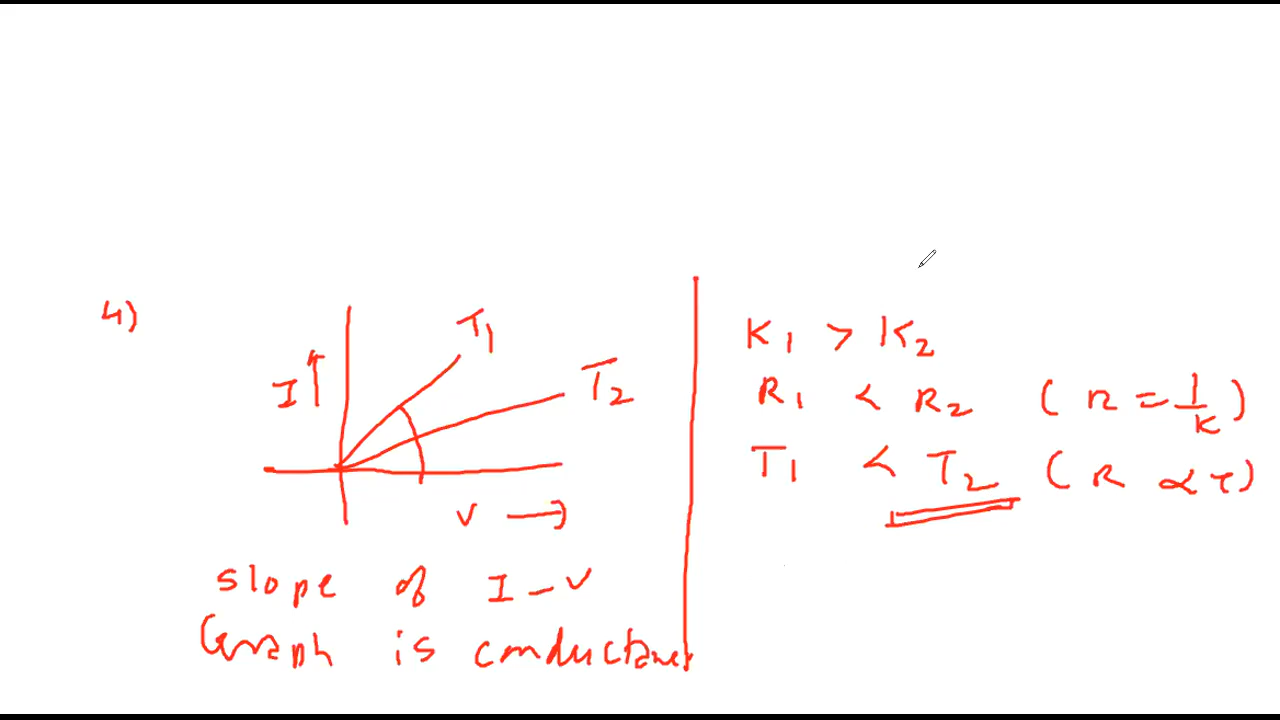 4)
T1
I
T2
V
slope of I-V
Graph is conductance
K1 > K2
R1 < R2 (R = 1/K)
T1 < T2 (R ∝ T)